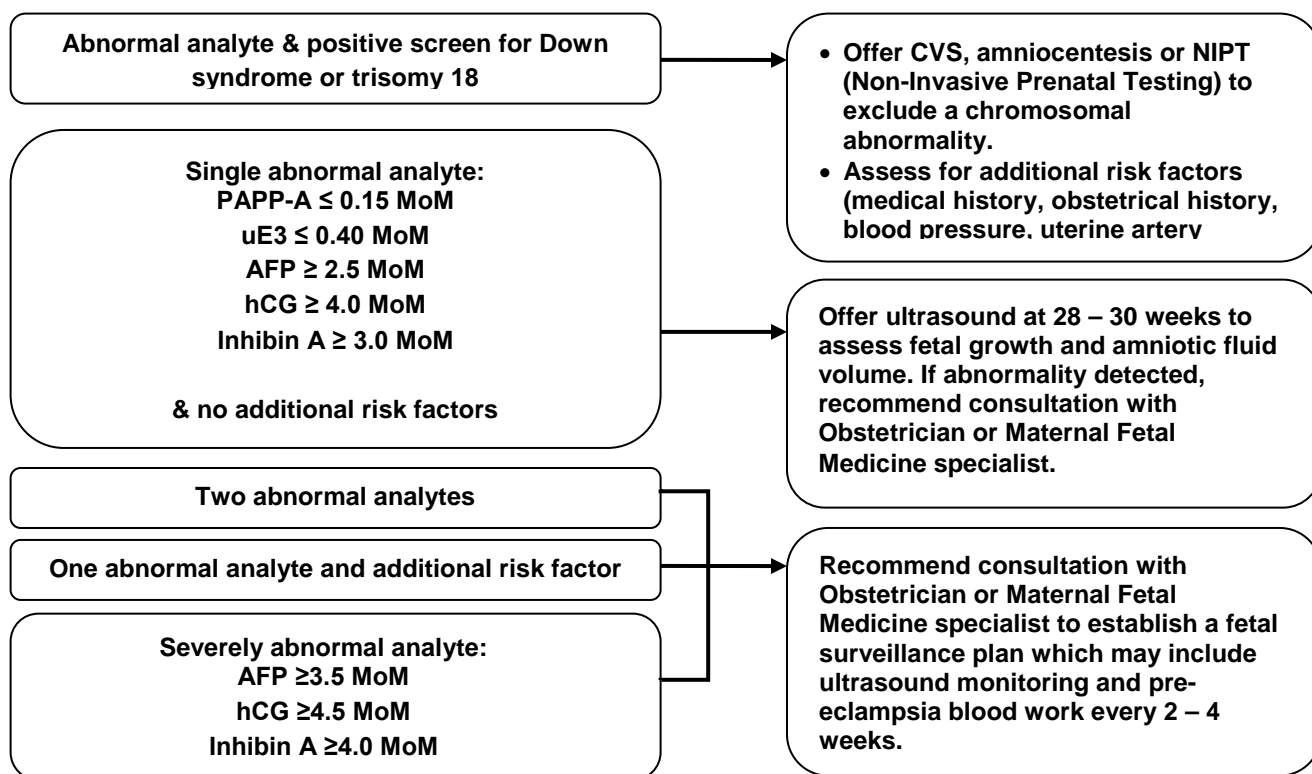 Abnormal analyte & positive screen for Down
syndrome or trisomy 18
• Offer CVS, amniocentesis or NIPT
(Non-Invasive Prenatal Testing) to
exclude a chromosomal
abnormality.
• Assess for additional risk factors
(medical history, obstetrical history,
blood pressure, uterine artery
Single abnormal analyte:
PAPP-A ≤ 0.15 MoM
uE3 ≤ 0.40 MoM
AFP ≥ 2.5 MoM
hCG ≥ 4.0 MoM
Inhibin A ≥ 3.0 MoM
& no additional risk factors
Offer ultrasound at 28 – 30 weeks to
assess fetal growth and amniotic fluid
volume. If abnormality detected,
recommend consultation with
Obstetrician or Maternal Fetal
Medicine specialist.
Two abnormal analytes
One abnormal analyte and additional risk factor
Severely abnormal analyte:
AFP ≥3.5 MoM
hCG ≥4.5 MoM
Inhibin A ≥4.0 MoM
Recommend consultation with
Obstetrician or Maternal Fetal
Medicine specialist to establish a fetal
surveillance plan which may include
ultrasound monitoring and pre-
eclampsia blood work every 2 – 4
weeks.